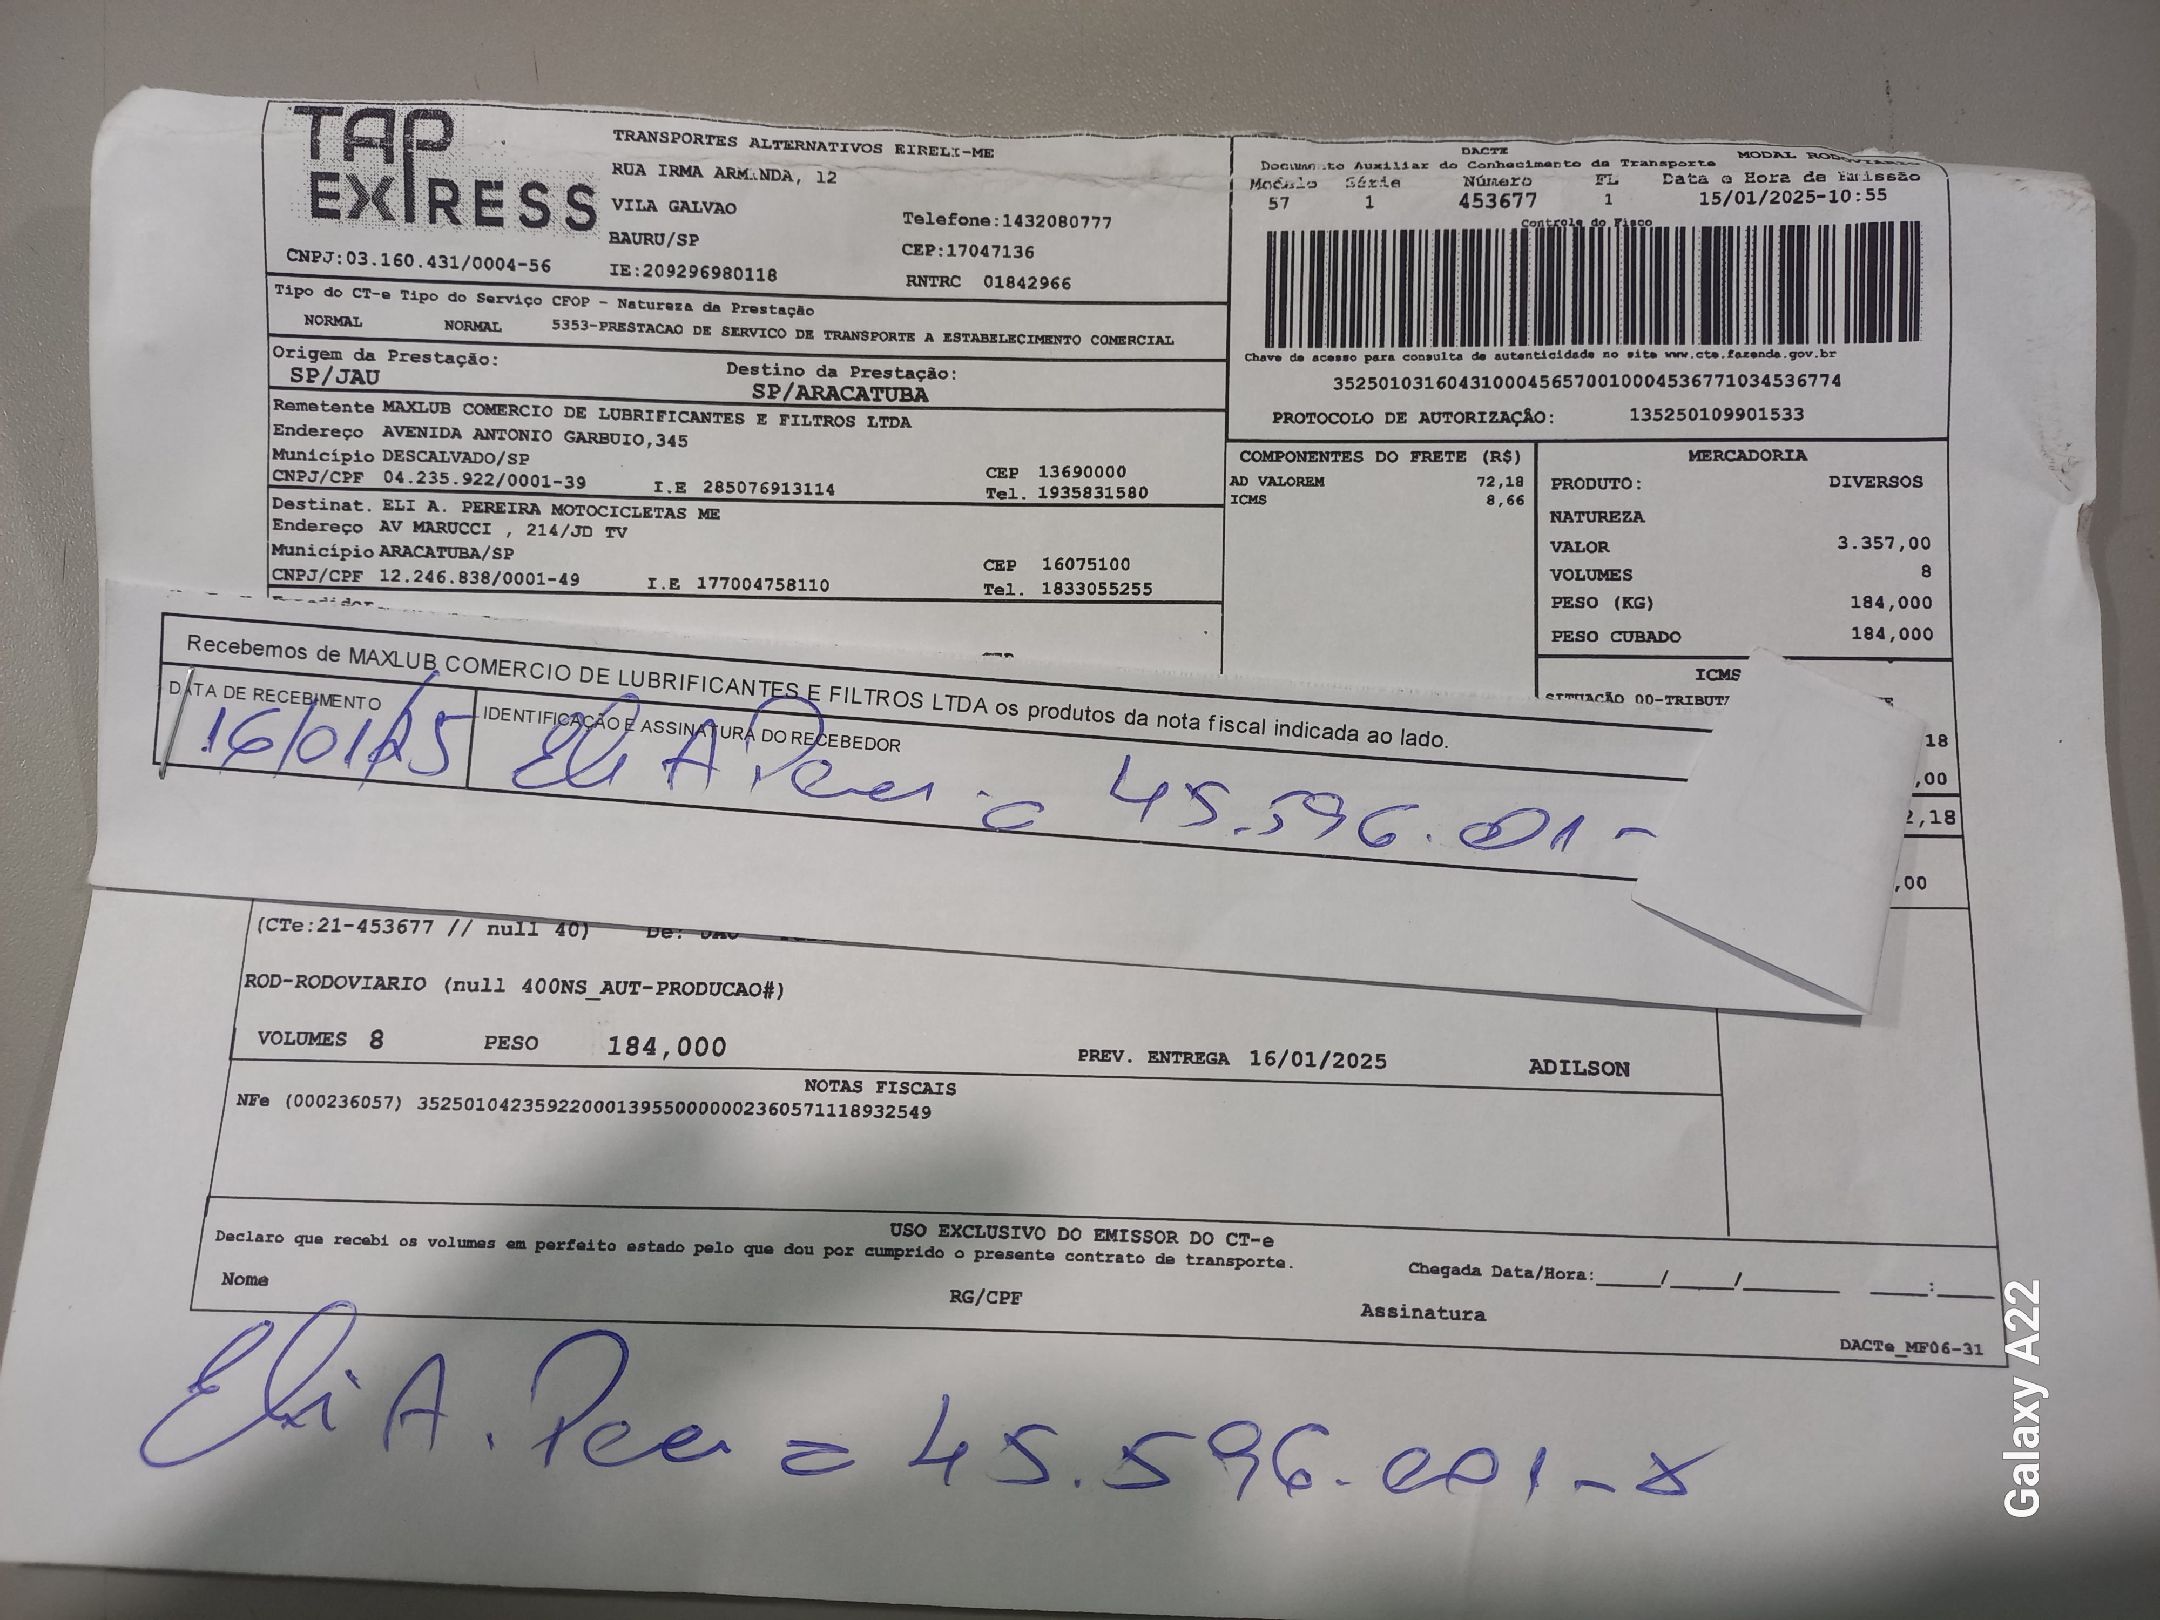 TAP EXPRESS
TRANSPORTES ALTERNATIVOS EIRELI-ME
RUA IRMA ARMANDA, 12
VILA GALVAO
BAURU/SP
Telefone:1432080777
CEP:17047136
CNPJ:03.160.431/0004-56
IE:209296980118
RNTRC 01842966
DACTE
Documento Auxiliar do Conhecimento de Transporte MODAL RODOVIARIO
Modelo Série Número FL Data e Hora de Emissão
57 1 453677 1 15/01/2025-10:55
Controle do Fisco
Chave de acesso para consulta de autenticidade no site www.cte.fazenda.gov.br
35250103160431000456570010004536771034536774
PROTOCOLO DE AUTORIZAÇÃO: 135250109901533
Tipo do CT-e Tipo do Serviço CFOP - Natureza da Prestação
NORMAL NORMAL 5353-PRESTACAO DE SERVICO DE TRANSPORTE A ESTABELECIMENTO COMERCIAL
Origem da Prestação: Destino da Prestação:
SP/JAU SP/ARACATUBA
Remetente MAXLUB COMERCIO DE LUBRIFICANTES E FILTROS LTDA
Endereço AVENIDA ANTONIO GARBUIO,345
Município DESCALVADO/SP CEP 13690000
CNPJ/CPF 04.235.922/0001-39 I.E 285076913114 Tel. 1935831580
Destinat. ELI A. PEREIRA MOTOCICLETAS ME
Endereço AV MARUCCI , 214/JD TV
Município ARACATUBA/SP CEP 16075100
CNPJ/CPF 12.246.838/0001-49 I.E 177004758110 Tel. 1833055255
COMPONENTES DO FRETE (R$)
AD VALOREM 72,18
ICMS 8,66
MERCADORIA
PRODUTO: DIVERSOS
NATUREZA
VALOR 3.357,00
VOLUMES 8
PESO (KG) 184,000
PESO CUBADO 184,000
ICMS
SITUAÇÃO 00-TRIBUT
18
,00
2,18
,00
Recebemos de MAXLUB COMERCIO DE LUBRIFICANTES E FILTROS LTDA os produtos da nota fiscal indicada ao lado.
DATA DE RECEBIMENTO IDENTIFICAÇÃO E ASSINATURA DO RECEBEDOR
16/01/25 Eli A. 45.596.001-
(CTe:21-453677 // null 40) De:
ROD-RODOVIARIO (null 400NS_AUT-PRODUCAO#)
VOLUMES 8 PESO 184,000 PREV. ENTREGA 16/01/2025 ADILSON
NOTAS FISCAIS
NFe (000236057) 35250104235922000139550000002360571118932549
USO EXCLUSIVO DO EMISSOR DO CT-e
Declaro que recebi os volumes em perfeito estado pelo que dou por cumprido o presente contrato de transporte.
Chegada Data/Hora:_____/_____/_______ ____:____
Nome RG/CPF Assinatura
DACTe_MF06-31
Eli A. 45.596.001-8
Galaxy A22